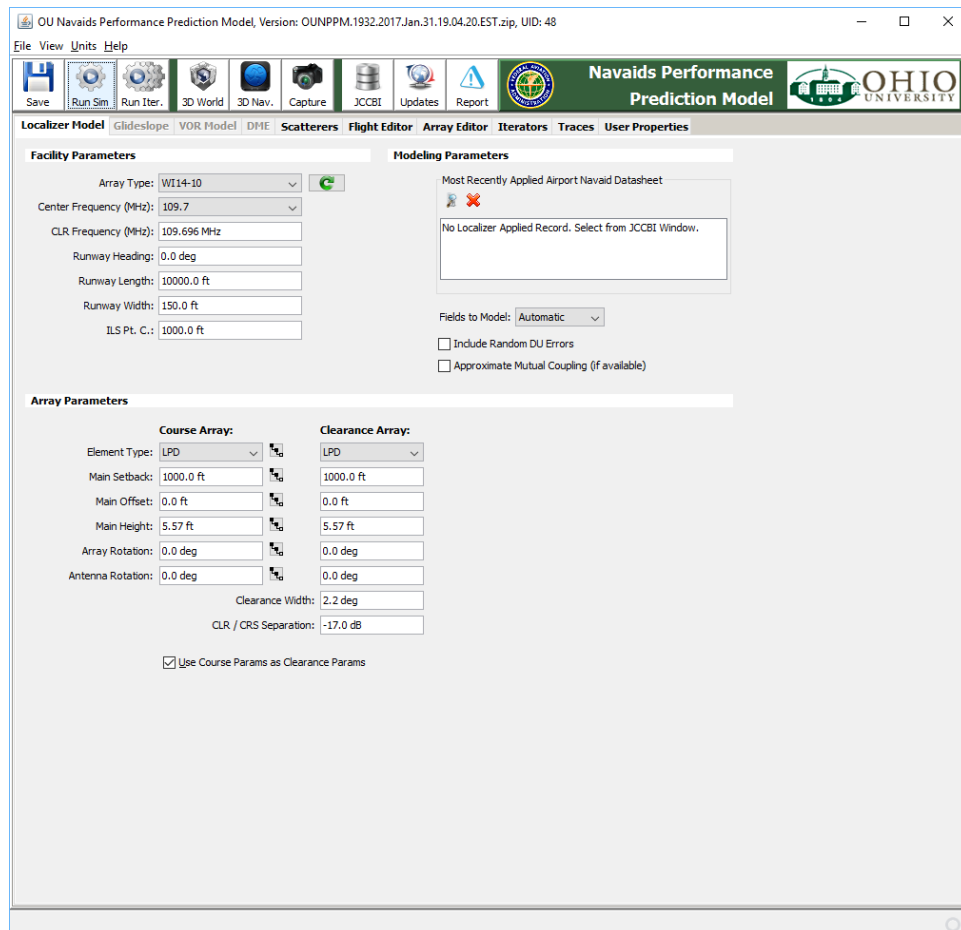 OU Navaids Performance Prediction Model, Version: OUNPPM.1932.2017.Jan.31.19.04.20.EST.zip, UID: 48
File View Units Help
Save Run Sim Run Iter. 3D World 3D Nav. Capture JCCBI Updates Report
Navaids Performance
Prediction Model
OHIO
UNIVERSITY
1804
Localizer Model Glideslope VOR Model DME Scatterers Flight Editor Array Editor Iterators Traces User Properties
Facility Parameters
Array Type: WI14-10
Center Frequency (MHz): 109.7
CLR Frequency (MHz): 109.696 MHz
Runway Heading: 0.0 deg
Runway Length: 10000.0 ft
Runway Width: 150.0 ft
ILS Pt. C.: 1000.0 ft
Modeling Parameters
Most Recently Applied Airport Navaid Datasheet
No Localizer Applied Record. Select from JCCBI Window.
Fields to Model: Automatic
Include Random DU Errors
Approximate Mutual Coupling (if available)
Array Parameters
Course Array: Clearance Array:
Element Type: LPD LPD
Main Setback: 1000.0 ft 1000.0 ft
Main Offset: 0.0 ft 0.0 ft
Main Height: 5.57 ft 5.57 ft
Array Rotation: 0.0 deg 0.0 deg
Antenna Rotation: 0.0 deg 0.0 deg
Clearance Width: 2.2 deg
CLR / CRS Separation: -17.0 dB
Use Course Params as Clearance Params